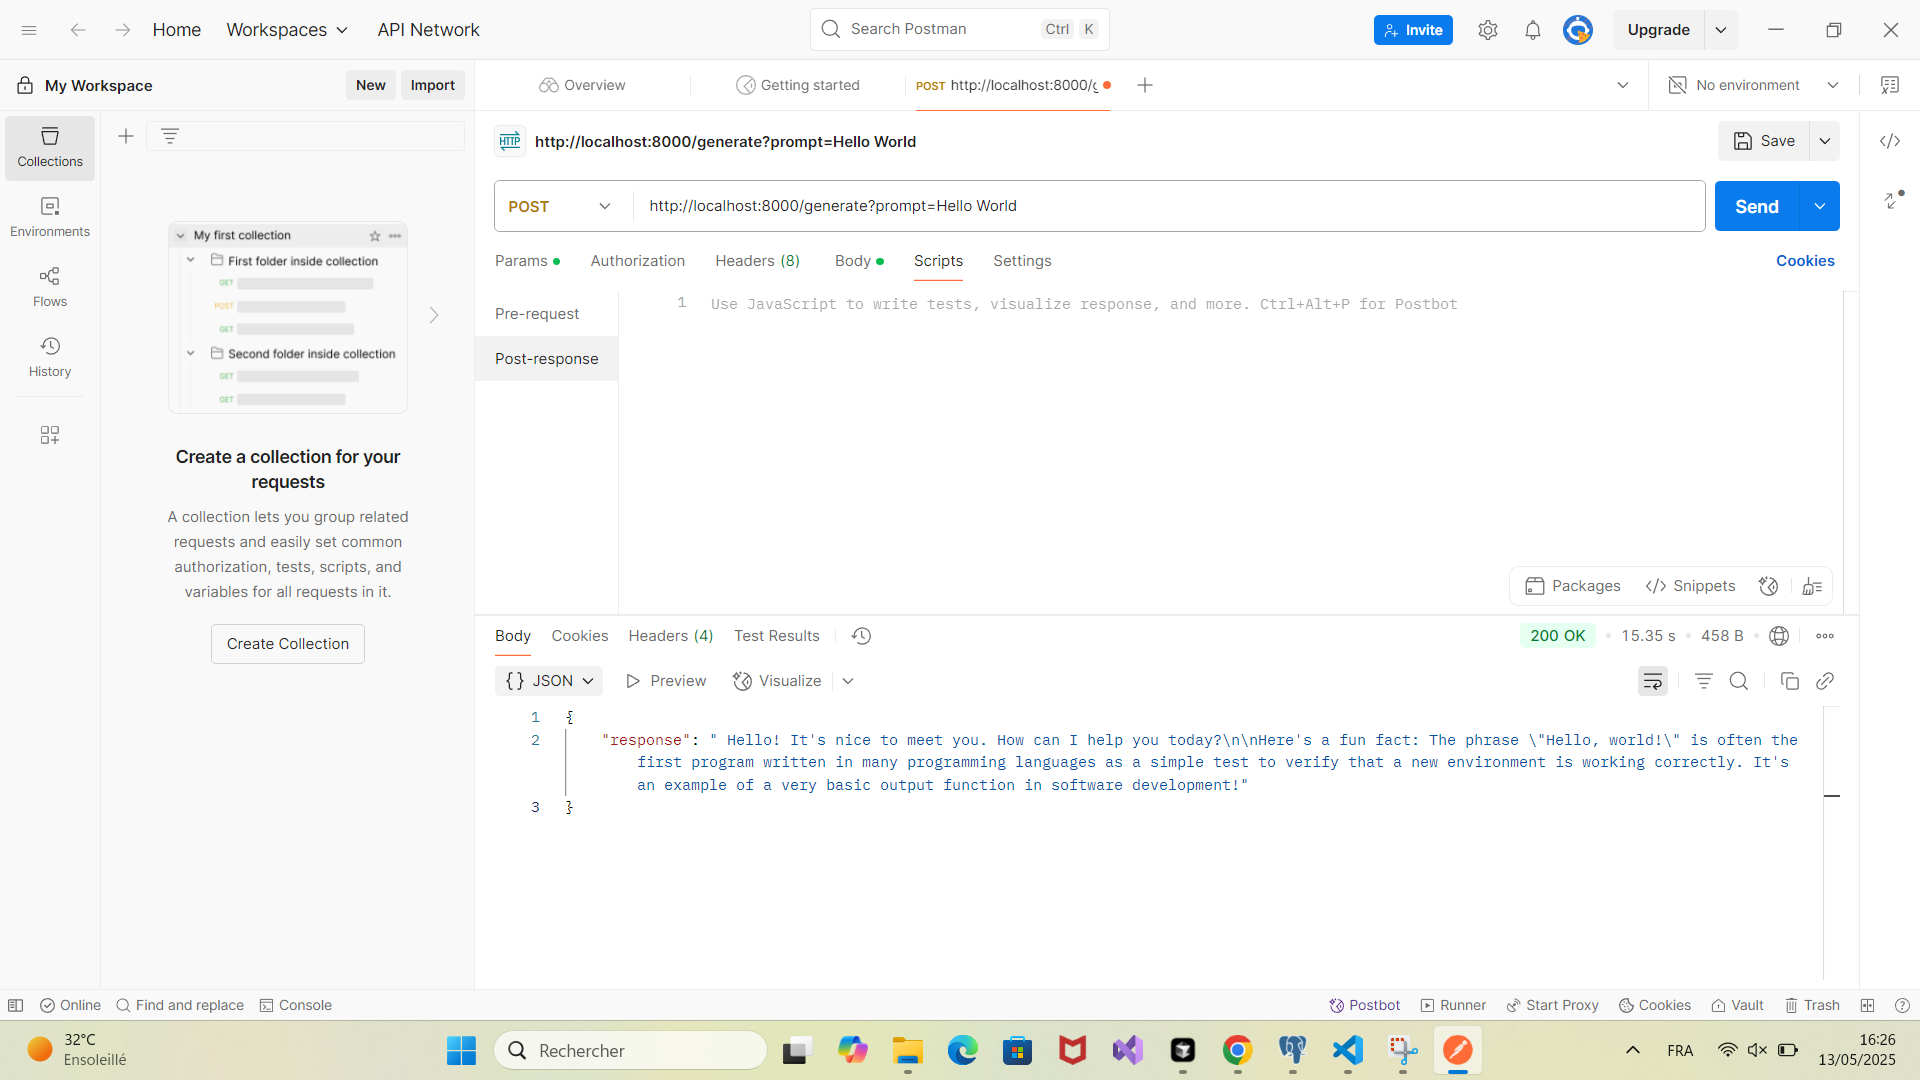 Home
Workspaces
API Network
Search Postman
Ctrl K
Invite
Upgrade
My Workspace
New
Import
Overview
Getting started
POST http://localhost:8000/g
No environment
Collections
Environments
Flows
History
My first collection
First folder inside collection
GET
POST
GET
Second folder inside collection
GET
GET
Create a collection for your
requests
A collection lets you group related
requests and easily set common
authorization, tests, scripts, and
variables for all requests in it.
Create Collection
HTTP
http://localhost:8000/generate?prompt=Hello World
Save
POST
http://localhost:8000/generate?prompt=Hello World
Send
Params
Authorization
Headers (8)
Body
Scripts
Settings
Cookies
Pre-request
Post-response
1 Use JavaScript to write tests, visualize response, and more. Ctrl+Alt+P for Postbot
Packages
Snippets
Body
Cookies
Headers (4)
Test Results
200 OK
15.35 s
458 B
{} JSON
Preview
Visualize
1 {
2 "response": " Hello! It's nice to meet you. How can I help you today?\n\nHere's a fun fact: The phrase \"Hello, world!\" is often the
first program written in many programming languages as a simple test to verify that a new environment is working correctly. It's
an example of a very basic output function in software development!"
3 }
Online
Find and replace
Console
Postbot
Runner
Start Proxy
Cookies
Vault
Trash
32°C
Ensoleillé
Rechercher
FRA
16:26
13/05/2025